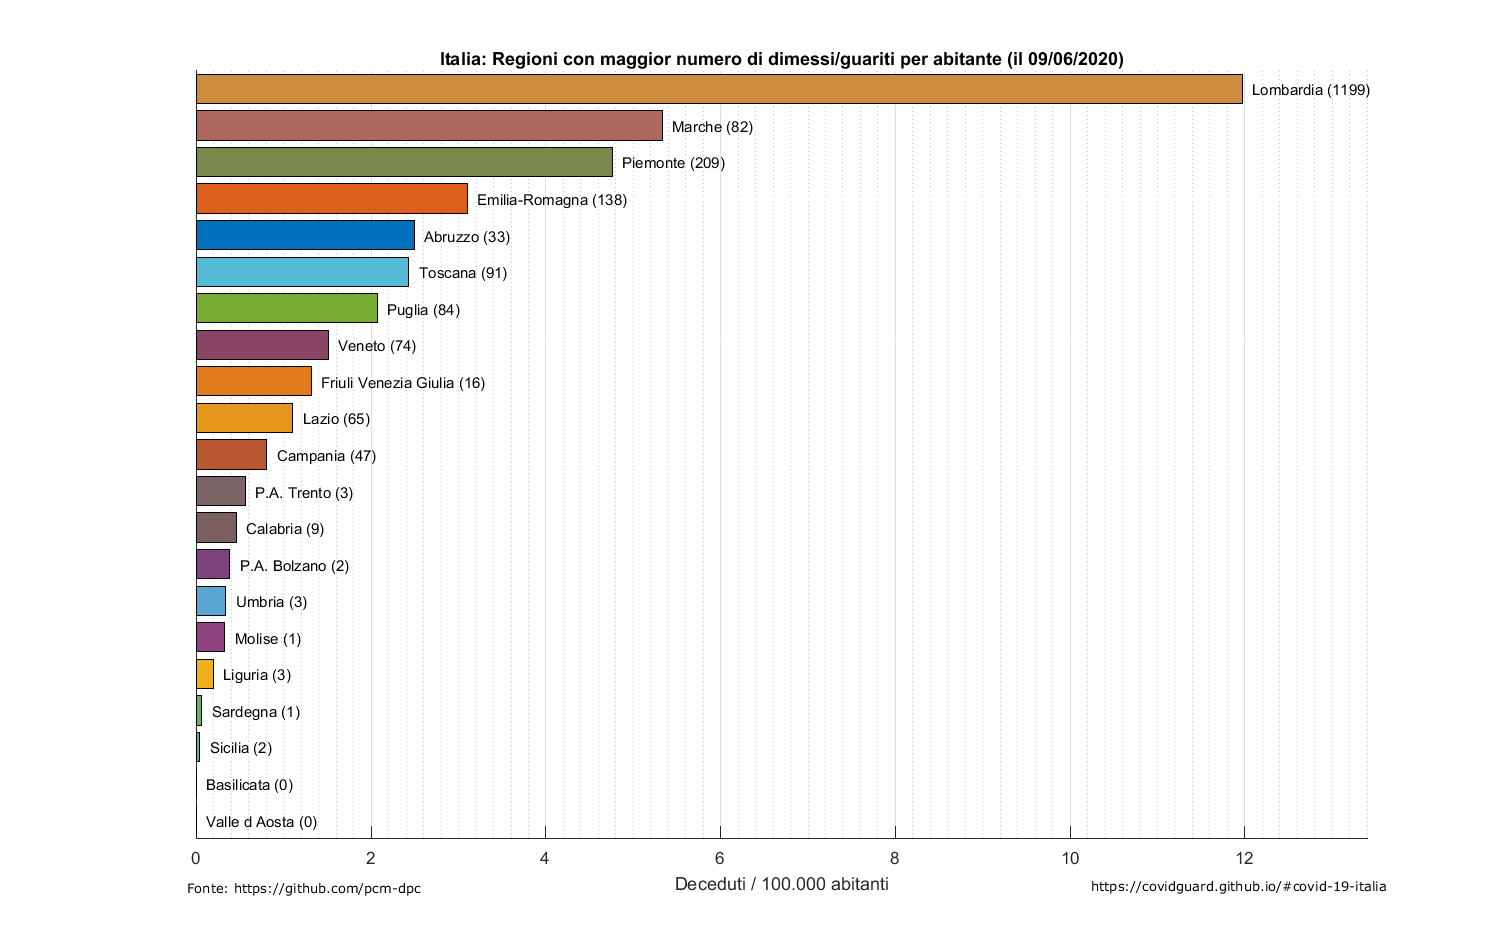 Italia: Regioni con maggior numero di dimessi/guariti per abitante (il 09/06/2020)
Lombardia (1199)
Marche (82)
Piemonte (209)
Emilia-Romagna (138)
Abruzzo (33)
Toscana (91)
Puglia (84)
Veneto (74)
Friuli Venezia Giulia (16)
Lazio (65)
Campania (47)
P.A. Trento (3)
Calabria (9)
P.A. Bolzano (2)
Umbria (3)
Molise (1)
Liguria (3)
Sardegna (1)
Sicilia (2)
Basilicata (0)
Valle d Aosta (0)
0 2 4 6 8 10 12
Deceduti / 100.000 abitanti
Fonte: https://github.com/pcm-dpc
https://covidguard.github.io/#covid-19-italia